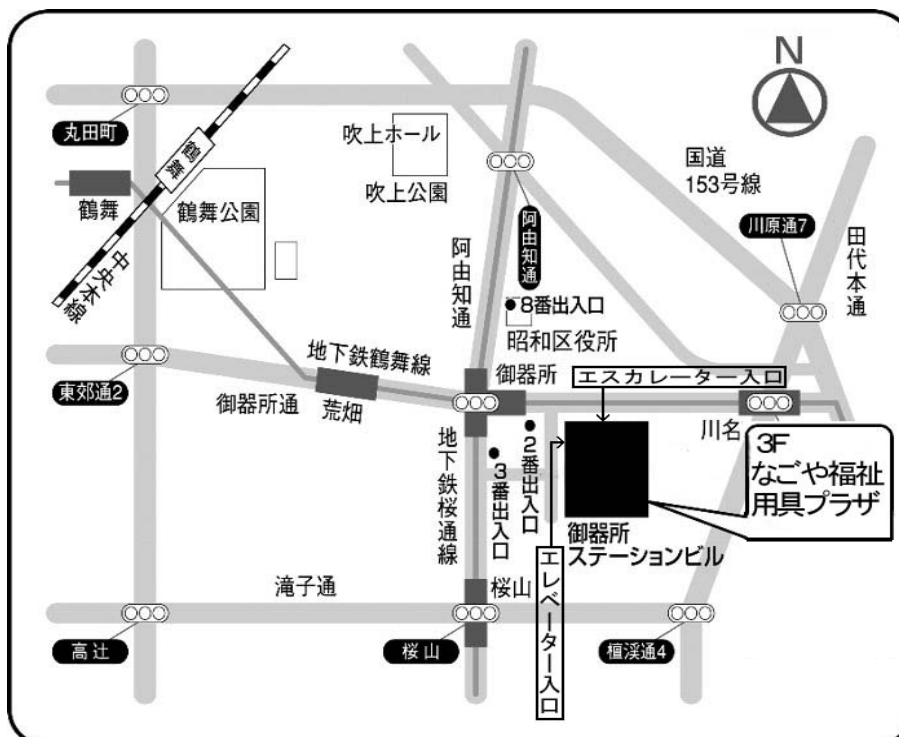 N
丸田町
鶴舞
鶴舞
鶴舞公園
中央本線
吹上ホール
吹上公園
国道
153号線
阿由知通
川原通7
田代本通
阿由知通
8番出入口
昭和区役所
東郊通2
地下鉄鶴舞線
御器所通
荒畑
御器所
エスカレーター入口
川名
3F
なごや福祉
用具プラザ
2番出入口
3番出入口
地下鉄桜通線
御器所
ステーションビル
エレベーター入口
滝子通
桜山
高辻
桜山
檀渓通4